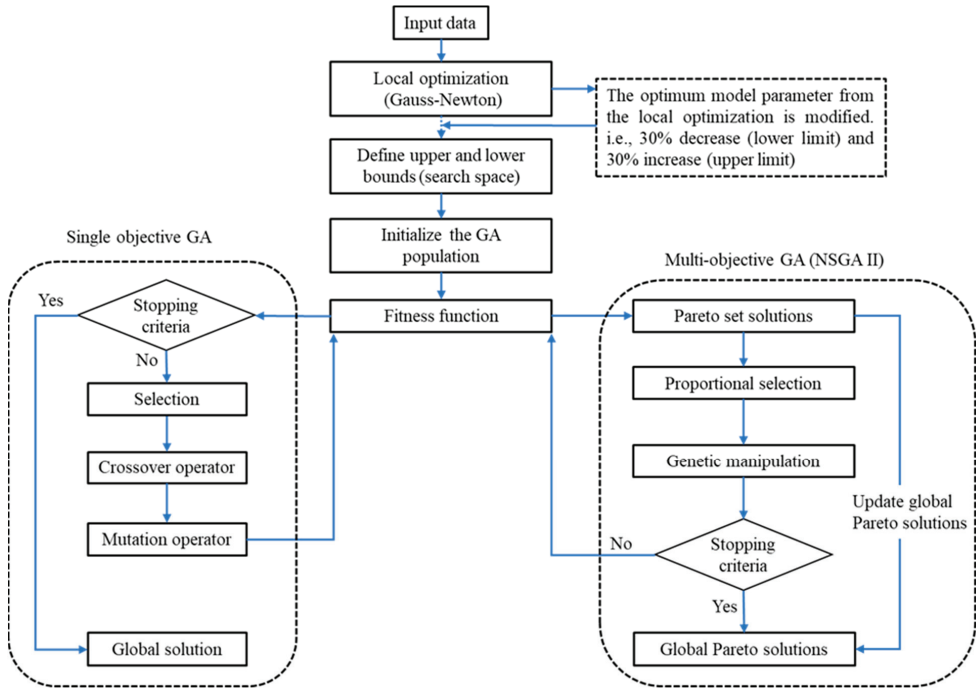 Input data
Local optimization
(Gauss-Newton)
The optimum model parameter from
the local optimization is modified.
i.e., 30% decrease (lower limit) and
30% increase (upper limit)
Define upper and lower
bounds (search space)
Initialize the GA
population
Fitness function
Single objective GA
Yes
Stopping
criteria
No
Selection
Crossover operator
Mutation operator
Global solution
Multi-objective GA (NSGA II)
Pareto set solutions
Proportional selection
Genetic manipulation
Update global
Pareto solutions
No
Stopping
criteria
Yes
Global Pareto solutions